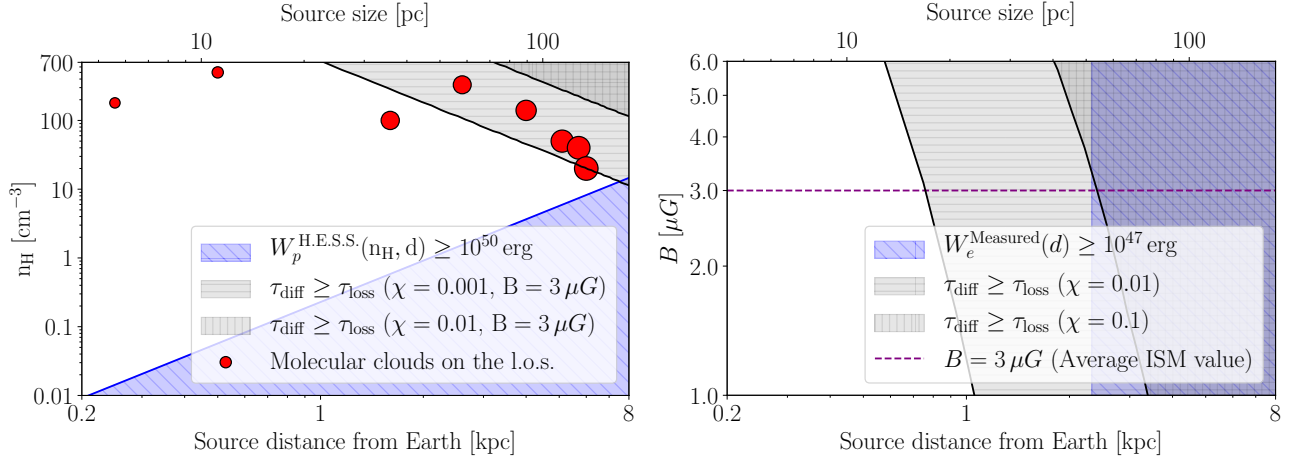 Source size [pc]
10
100
700
100
10
1
0.1
0.01
n_H [cm^{-3}]
W_p^{H.E.S.S.}(n_H, d) ≥ 10^{50} erg
τ_diff ≥ τ_loss (χ = 0.001, B = 3 μG)
τ_diff ≥ τ_loss (χ = 0.01, B = 3 μG)
Molecular clouds on the l.o.s.
0.2
1
8
Source distance from Earth [kpc]
Source size [pc]
10
100
6.0
5.0
4.0
3.0
2.0
1.0
B [μG]
W_e^{Measured}(d) ≥ 10^{47} erg
τ_diff ≥ τ_loss (χ = 0.01)
τ_diff ≥ τ_loss (χ = 0.1)
B = 3 μG (Average ISM value)
0.2
1
8
Source distance from Earth [kpc]